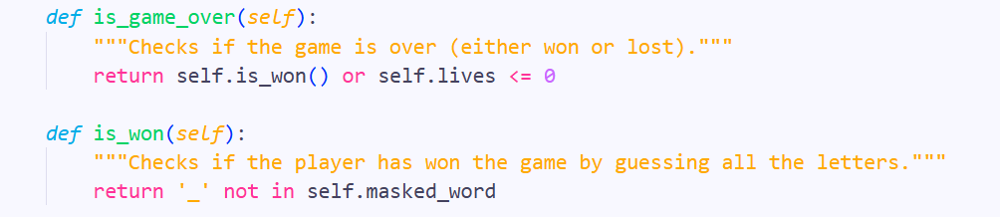 def is_game_over(self):
    """Checks if the game is over (either won or lost)."""
    return self.is_won() or self.lives <= 0

def is_won(self):
    """Checks if the player has won the game by guessing all the letters."""
    return '_' not in self.masked_word